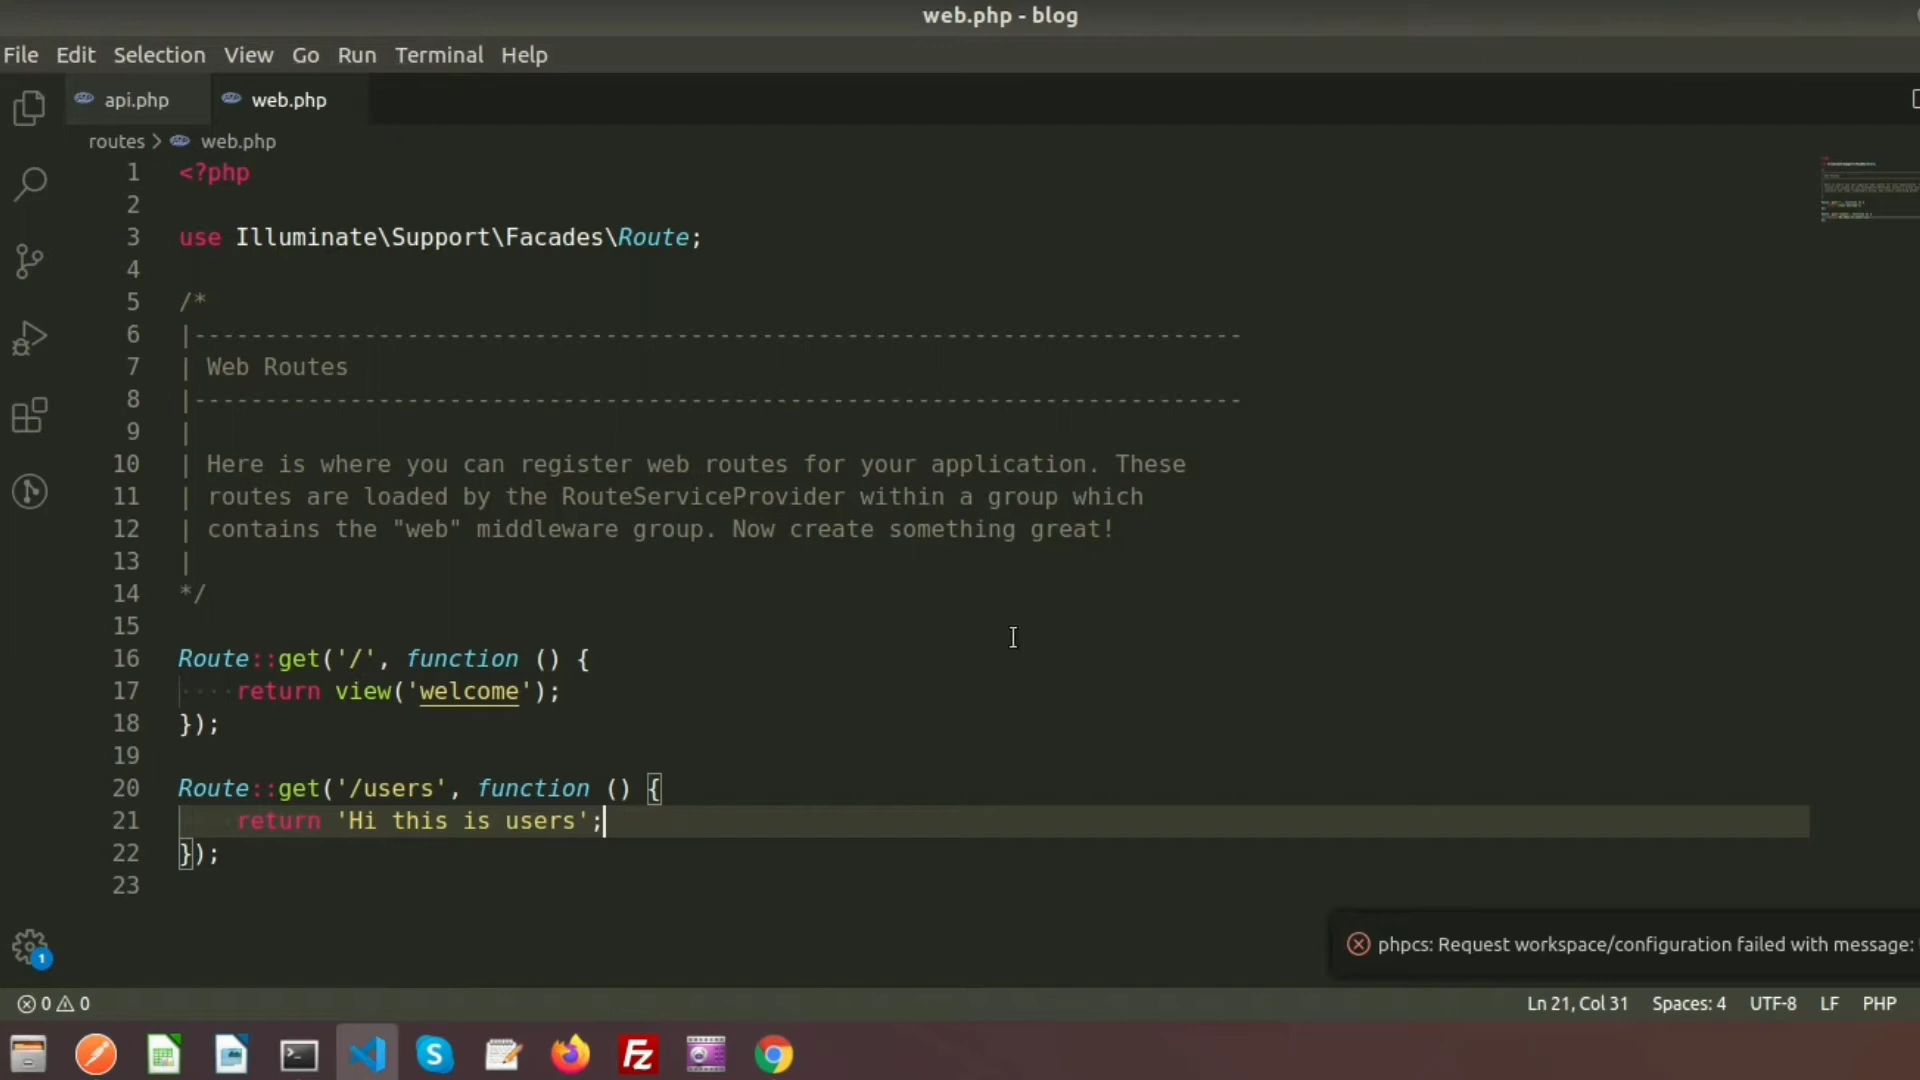 web.php - blog
File Edit Selection View Go Run Terminal Help
api.php web.php
routes > web.php
1 <?php
2
3 use Illuminate\Support\Facades\Route;
4
5 /*
6 |--------------------------------------------------------------------------
7 | Web Routes
8 |--------------------------------------------------------------------------
9 |
10 | Here is where you can register web routes for your application. These
11 | routes are loaded by the RouteServiceProvider within a group which
12 | contains the "web" middleware group. Now create something great!
13 |
14 */
15
16 Route::get('/', function () {
17 ····return view('welcome');
18 });
19
20 Route::get('/users', function () {
21     return 'Hi this is users';
22 });
23
phpcs: Request workspace/configuration failed with message:
1
0 0 Ln 21, Col 31 Spaces: 4 UTF-8 LF PHP
S Fz